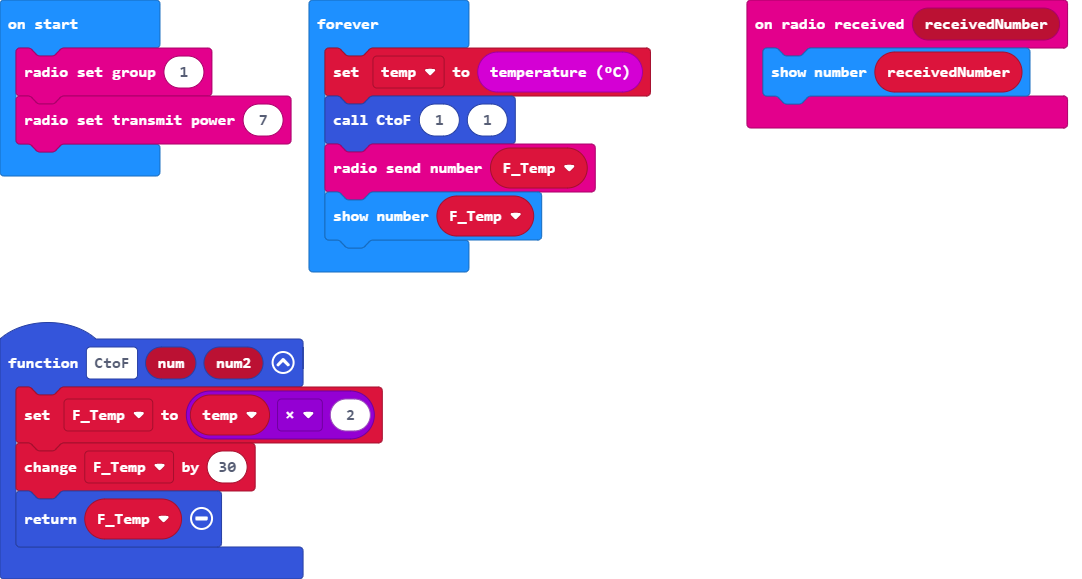 on start
radio set group 1
radio set transmit power 7
forever
set temp to temperature (ºC)
call CtoF 1 1
radio send number F_Temp
show number F_Temp
on radio received receivedNumber
show number receivedNumber
function CtoF num num2
set F_Temp to temp × 2
change F_Temp by 30
return F_Temp